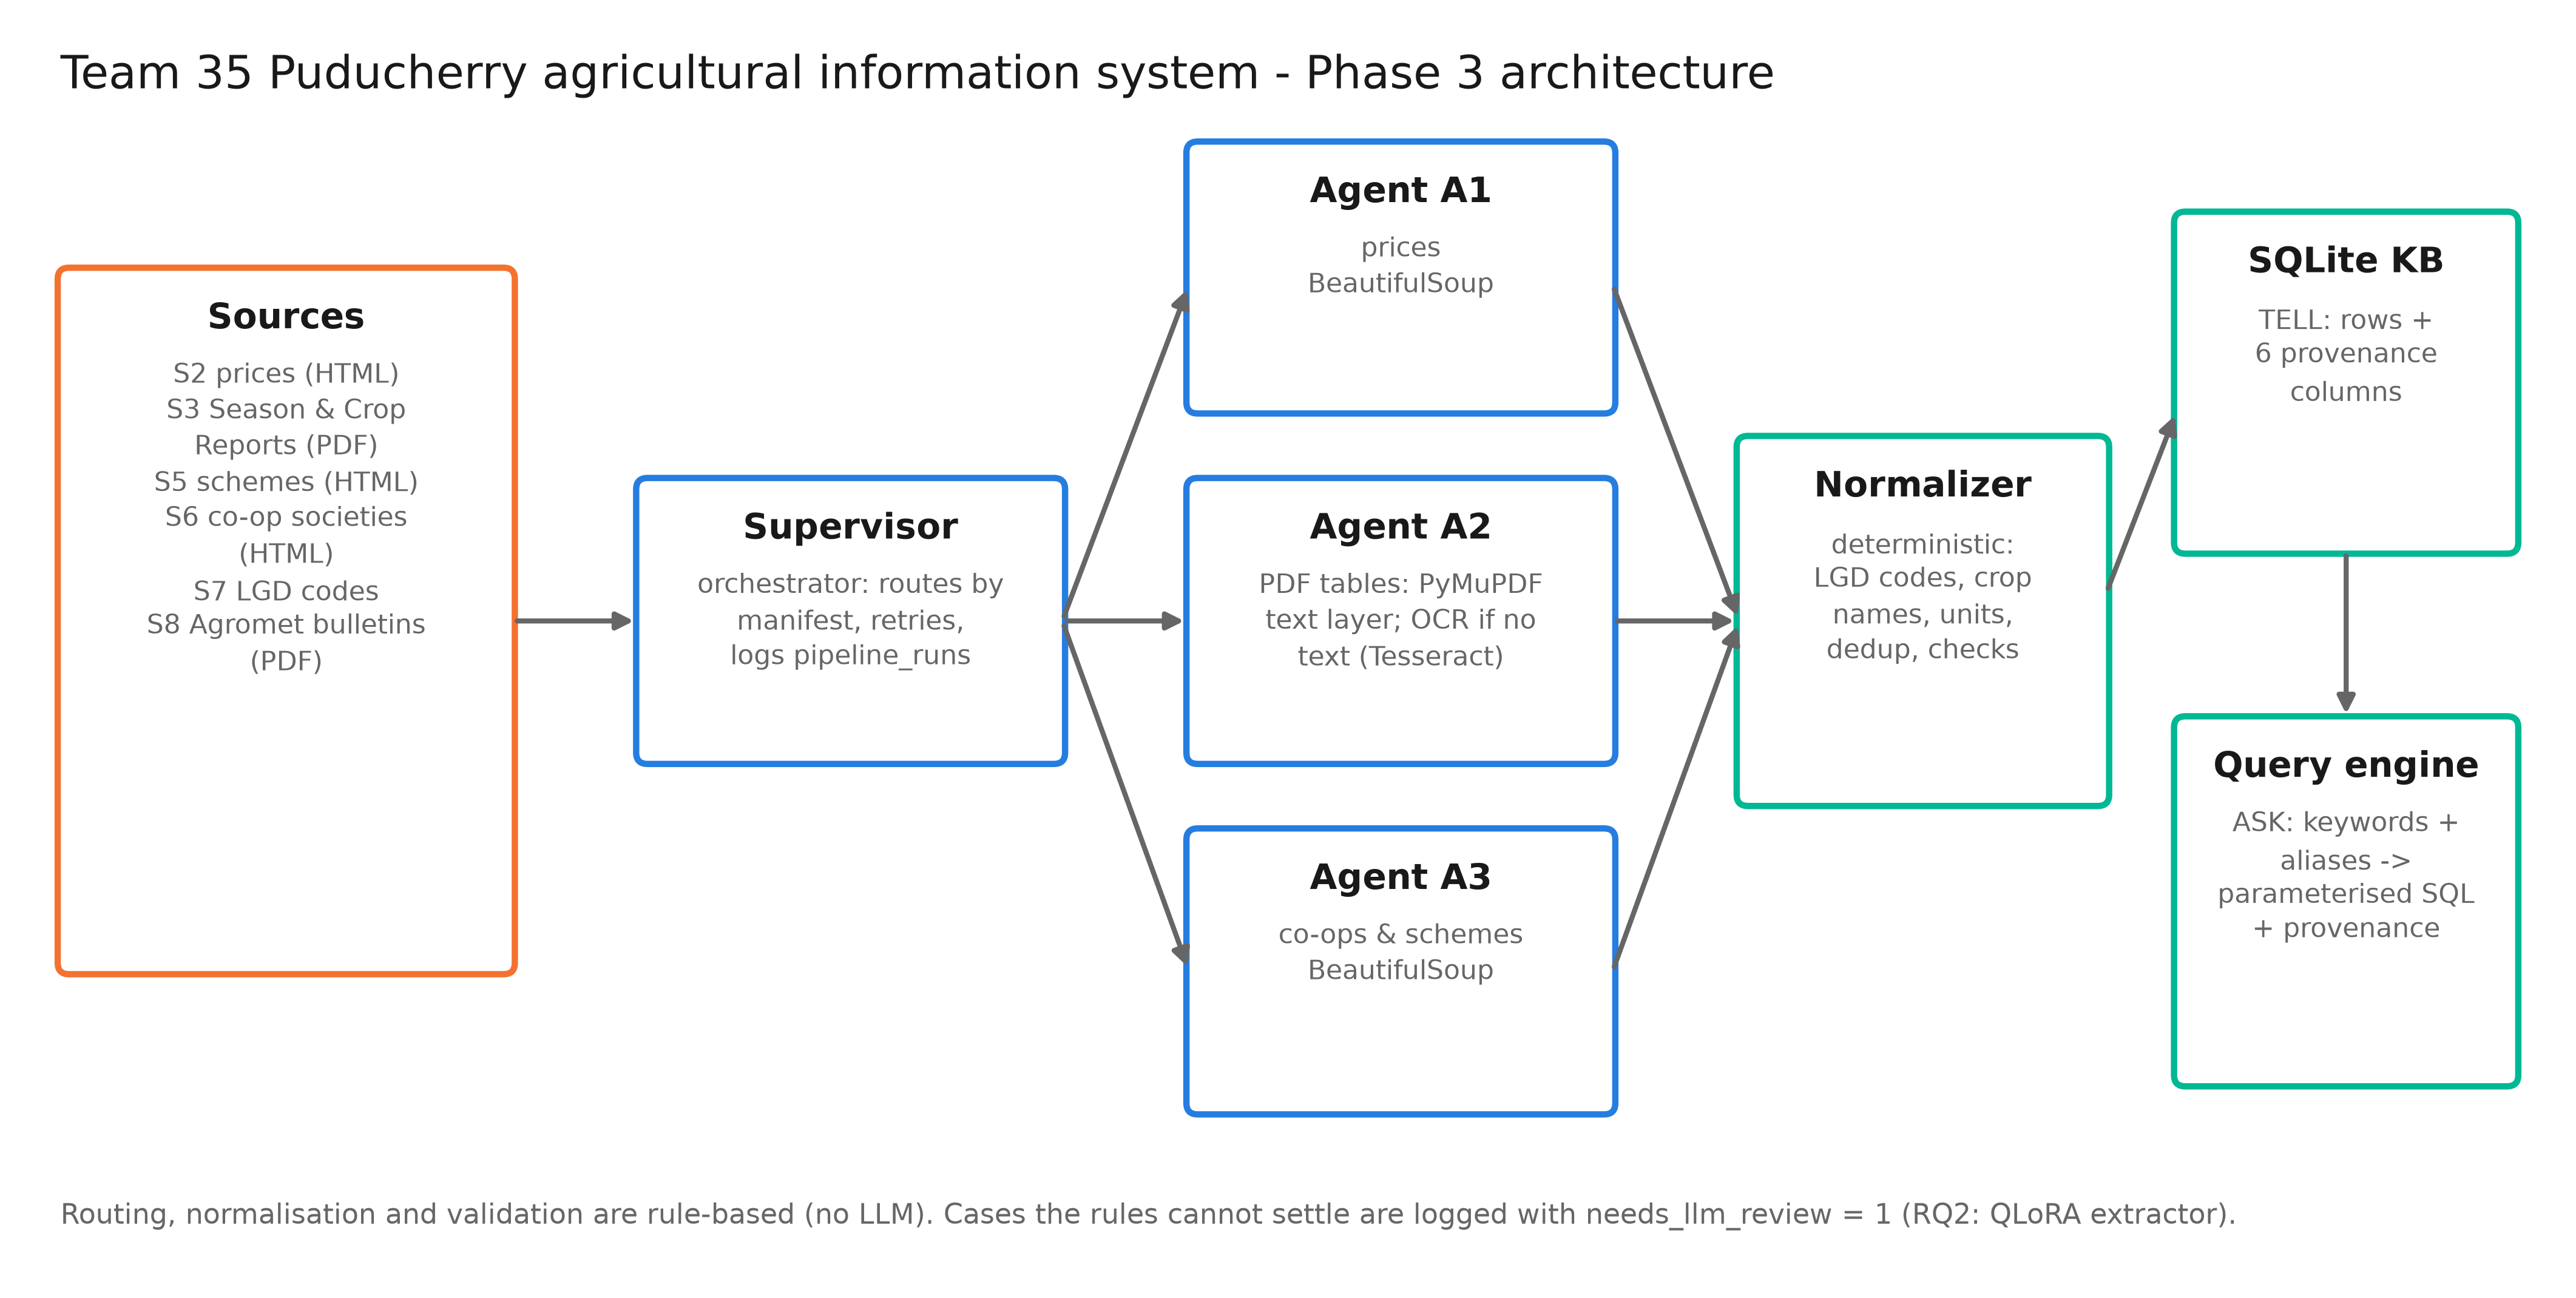 Team 35 Puducherry agricultural information system - Phase 3 architecture
Sources
S2 prices (HTML)
S3 Season & Crop
Reports (PDF)
S5 schemes (HTML)
S6 co-op societies
(HTML)
S7 LGD codes
S8 Agromet bulletins
(PDF)
Supervisor
orchestrator: routes by
manifest, retries,
logs pipeline_runs
Agent A1
prices
BeautifulSoup
Agent A2
PDF tables: PyMuPDF
text layer; OCR if no
text (Tesseract)
Agent A3
co-ops & schemes
BeautifulSoup
Normalizer
deterministic:
LGD codes, crop
names, units,
dedup, checks
SQLite KB
TELL: rows +
6 provenance
columns
Query engine
ASK: keywords +
aliases ->
parameterised SQL
+ provenance
Routing, normalisation and validation are rule-based (no LLM). Cases the rules cannot settle are logged with needs_llm_review = 1 (RQ2: QLoRA extractor).